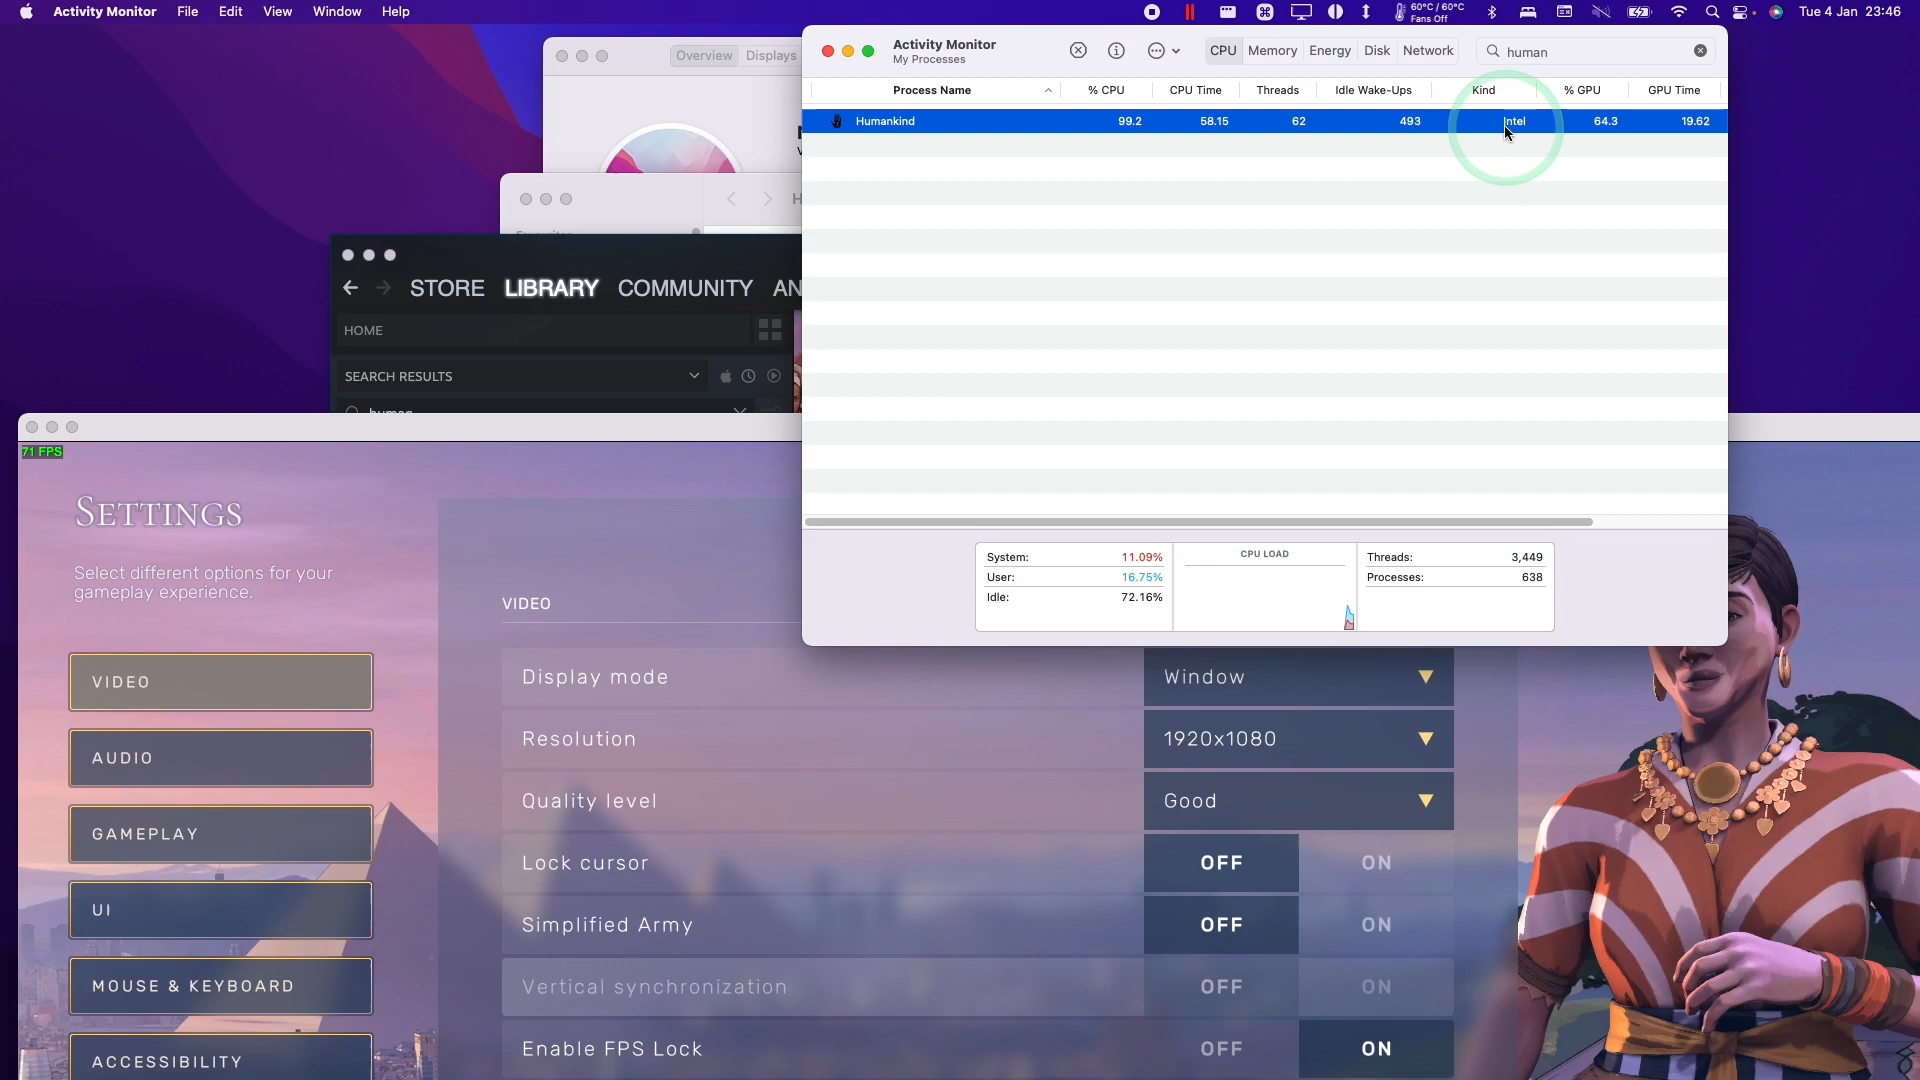 Activity Monitor File Edit View Window Help
60°C / 60°C
Fans Off
Tue 4 Jan 23:46
Overview Displays
Activity Monitor
My Processes
CPU Memory Energy Disk Network
human
Process Name % CPU CPU Time Threads Idle Wake-Ups Kind % GPU GPU Time
Humankind 99.2 58.15 62 493 Intel 64.3 19.62
STORE LIBRARY COMMUNITY AN
HOME
SEARCH RESULTS
human
System: 11.09%
User: 16.75%
Idle: 72.16%
CPU LOAD
Threads: 3,449
Processes: 638
71 FPS
SETTINGS
Select different options for your
gameplay experience.
VIDEO
AUDIO
GAMEPLAY
UI
MOUSE & KEYBOARD
ACCESSIBILITY
VIDEO
Display mode Window
Resolution 1920x1080
Quality level Good
Lock cursor OFF ON
Simplified Army OFF ON
Vertical synchronization OFF ON
Enable FPS Lock OFF ON